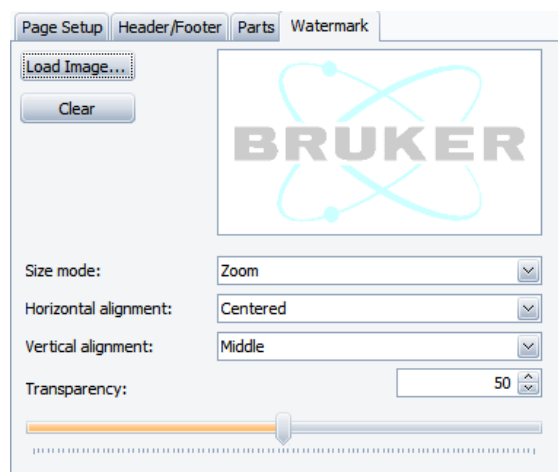 Page Setup Header/Footer Parts Watermark
Load Image...
Clear
BRUKER
Size mode: Zoom
Horizontal alignment: Centered
Vertical alignment: Middle
Transparency: 50